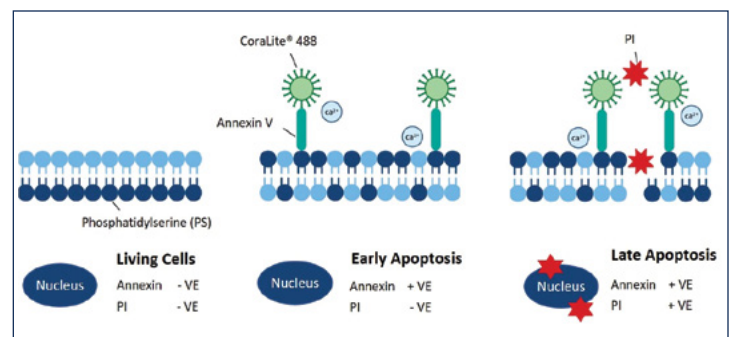 CoraLite® 488
PI
Ca²⁺
Ca²⁺
Ca²⁺
Ca²⁺
Annexin V
Phosphatidylserine (PS)
Living Cells
Nucleus
Annexin - VE
PI - VE
Early Apoptosis
Nucleus
Annexin + VE
PI - VE
Late Apoptosis
Nucleus
Annexin + VE
PI + VE